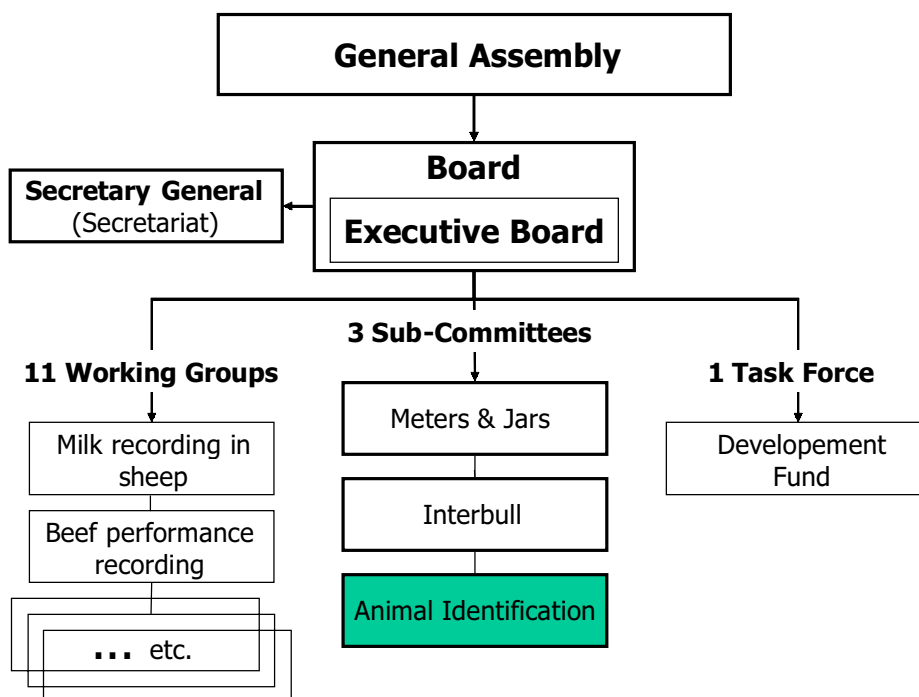 General Assembly
Board
Executive Board
Secretary General
(Secretariat)
3 Sub-Committees
11 Working Groups
1 Task Force
Milk recording in
sheep
Beef performance
recording
... etc.
Meters & Jars
Interbull
Animal Identification
Developement
Fund